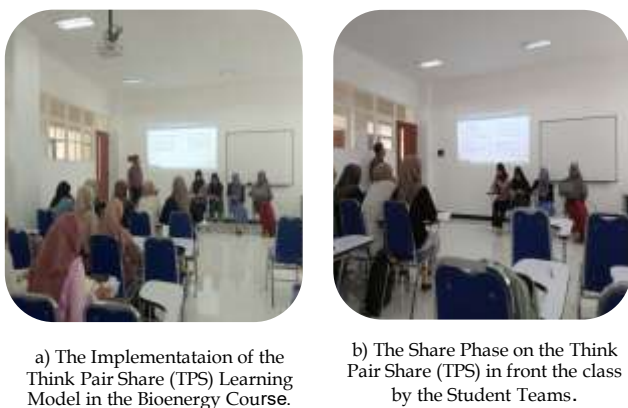 a) The Implementataion of the
Think Pair Share (TPS) Learning
Model in the Bioenergy Course.
b) The Share Phase on the Think
Pair Share (TPS) in front the class
by the Student Teams.